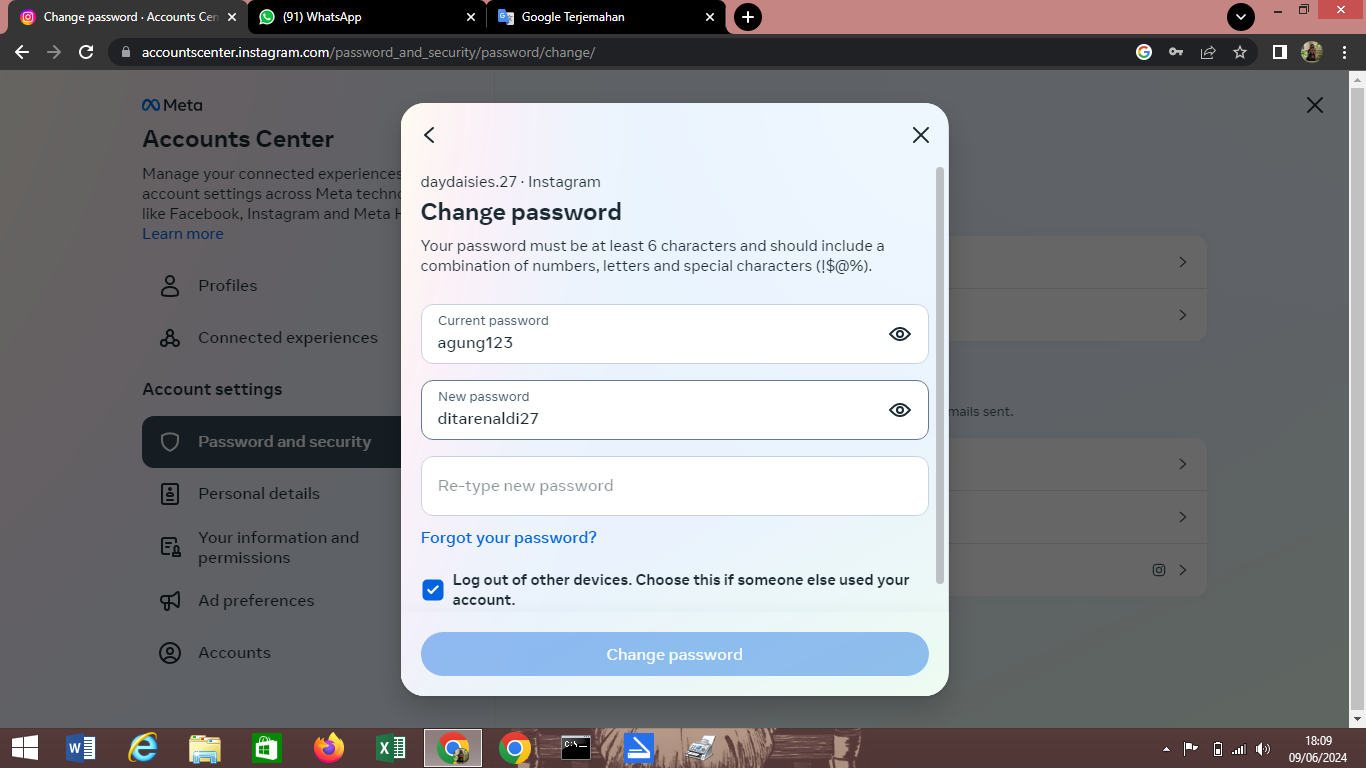 Change password · Accounts Cen
(91) WhatsApp
Google Terjemahan
accountscenter.instagram.com/password_and_security/password/change/
Meta
Accounts Center
Manage your connected experiences
account settings across Meta techno
like Facebook, Instagram and Meta H
Learn more
Profiles
Connected experiences
Account settings
Password and security
Personal details
Your information and
permissions
Ad preferences
Accounts
daydaisies.27 · Instagram
Change password
Your password must be at least 6 characters and should include a
combination of numbers, letters and special characters (!$@%).
Current password
agung123
New password
ditarenaldi27
Re-type new password
Forgot your password?
Log out of other devices. Choose this if someone else used your
account.
Change password
mails sent.
18:09
09/06/2024